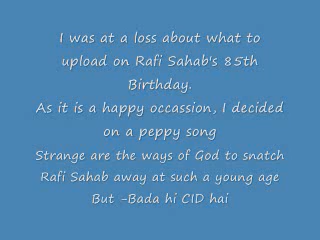 I was at a loss about what to
upload on Rafi Sahab's 85th
Birthday.
As it is a happy occassion, I decided
on a peppy song
Strange are the ways of God to snatch
Rafi Sahab away at such a young age
But -Bada hi CID hai